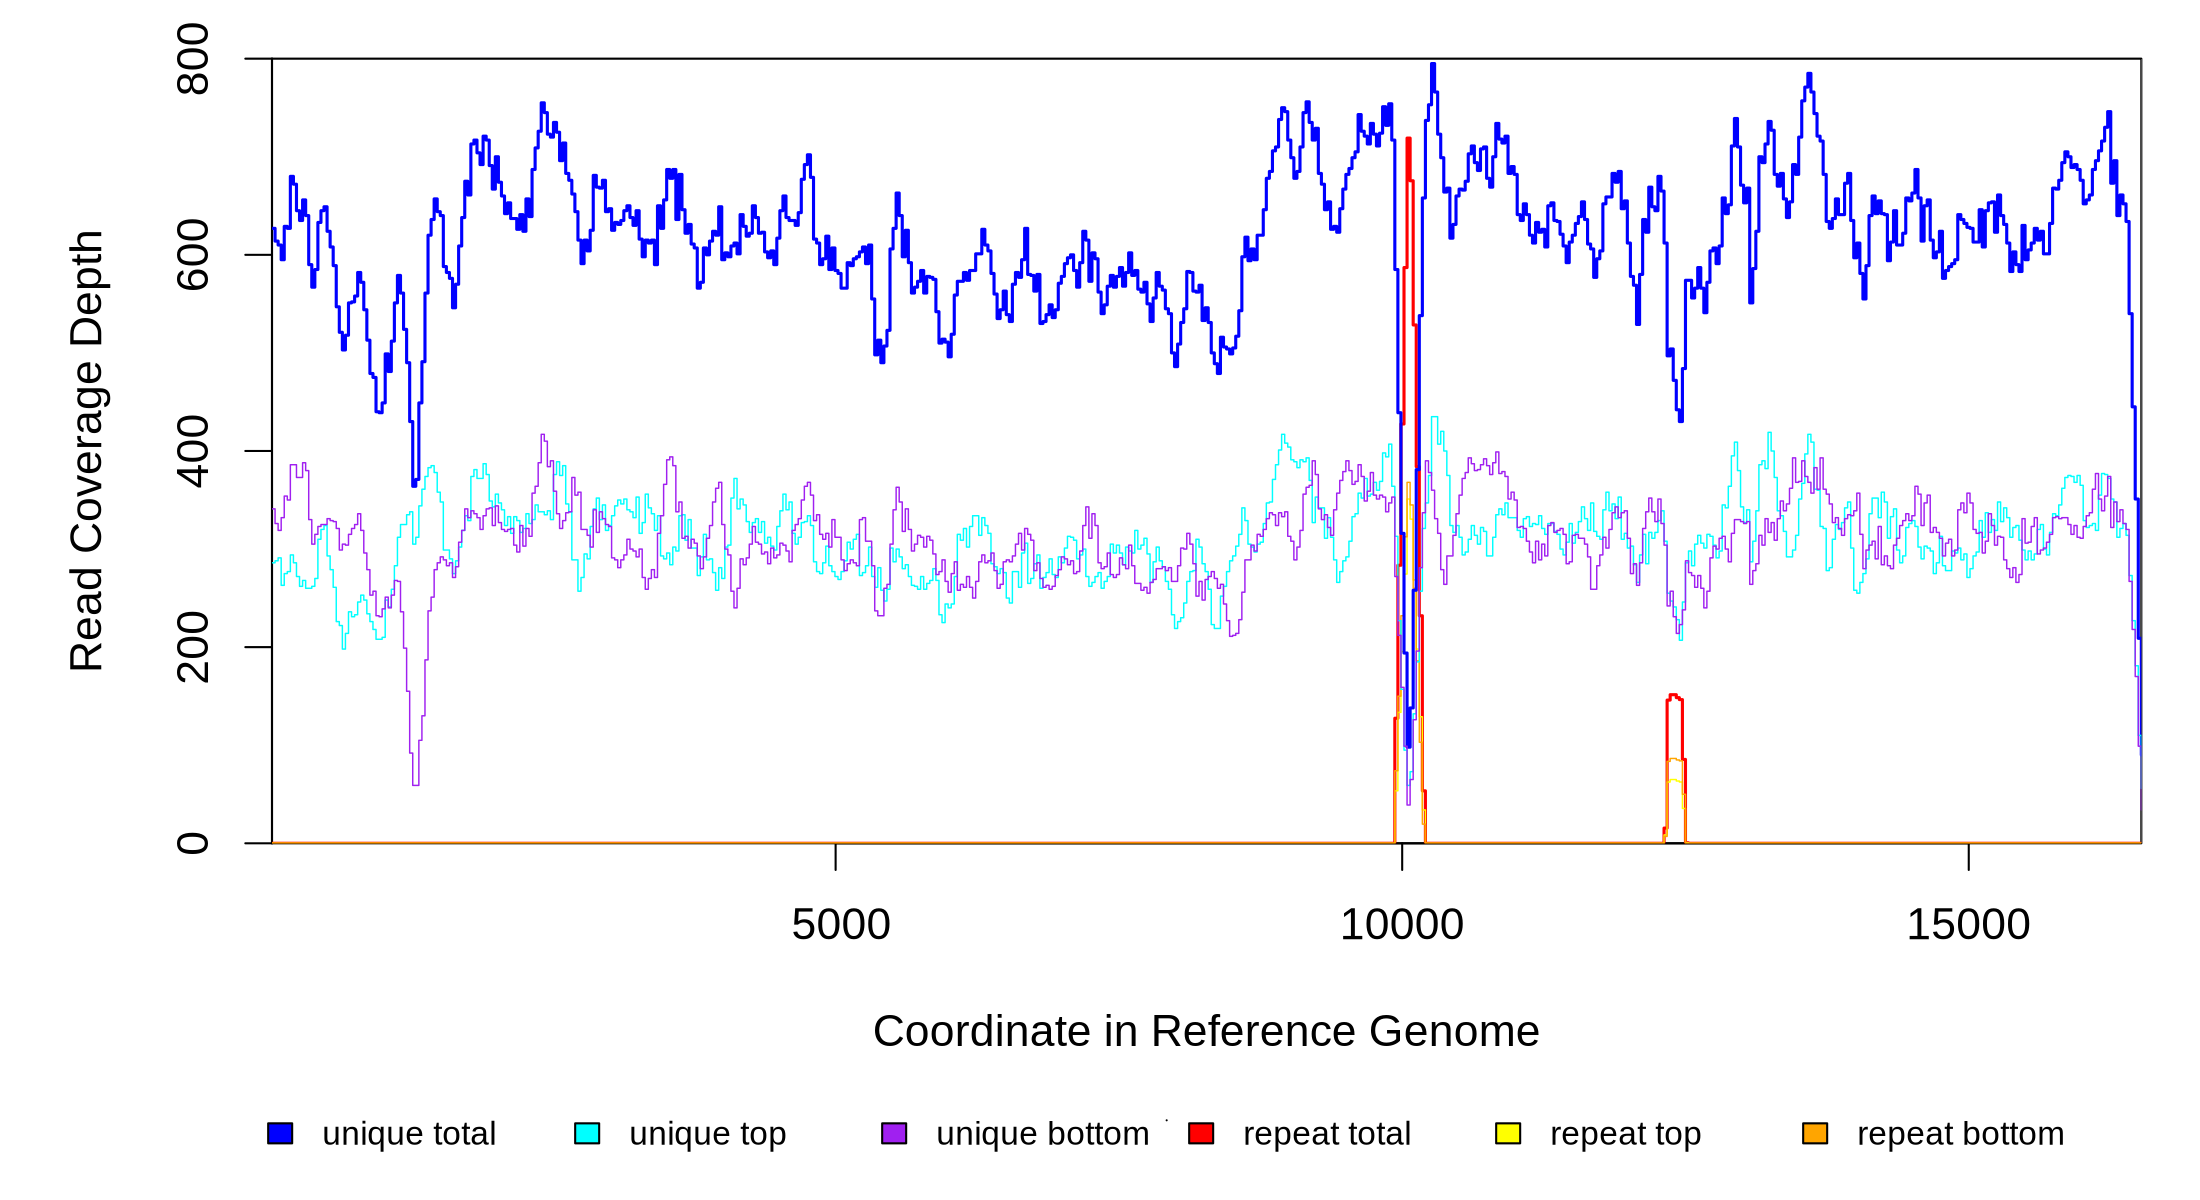 800
600
400
200
0
Read Coverage Depth
5000 10000 15000
Coordinate in Reference Genome
unique total unique top unique bottom repeat total repeat top repeat bottom